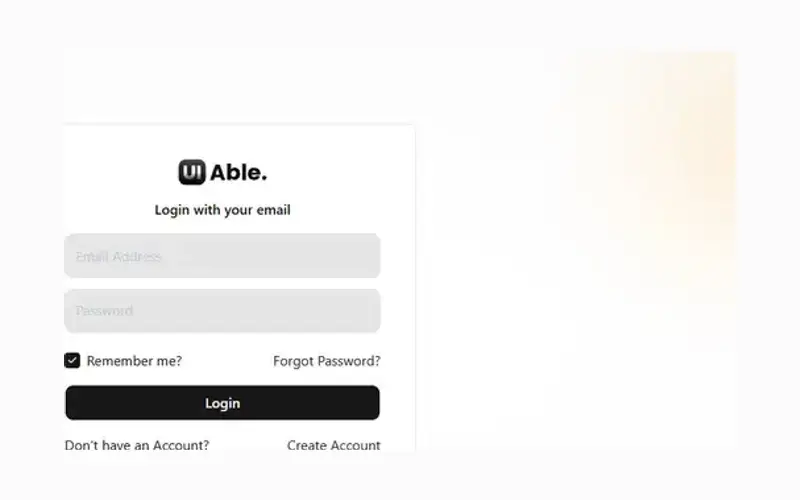 UI Able.
Login with your email
Email Address
Password
Remember me? Forgot Password?
Login
Don't have an Account? Create Account